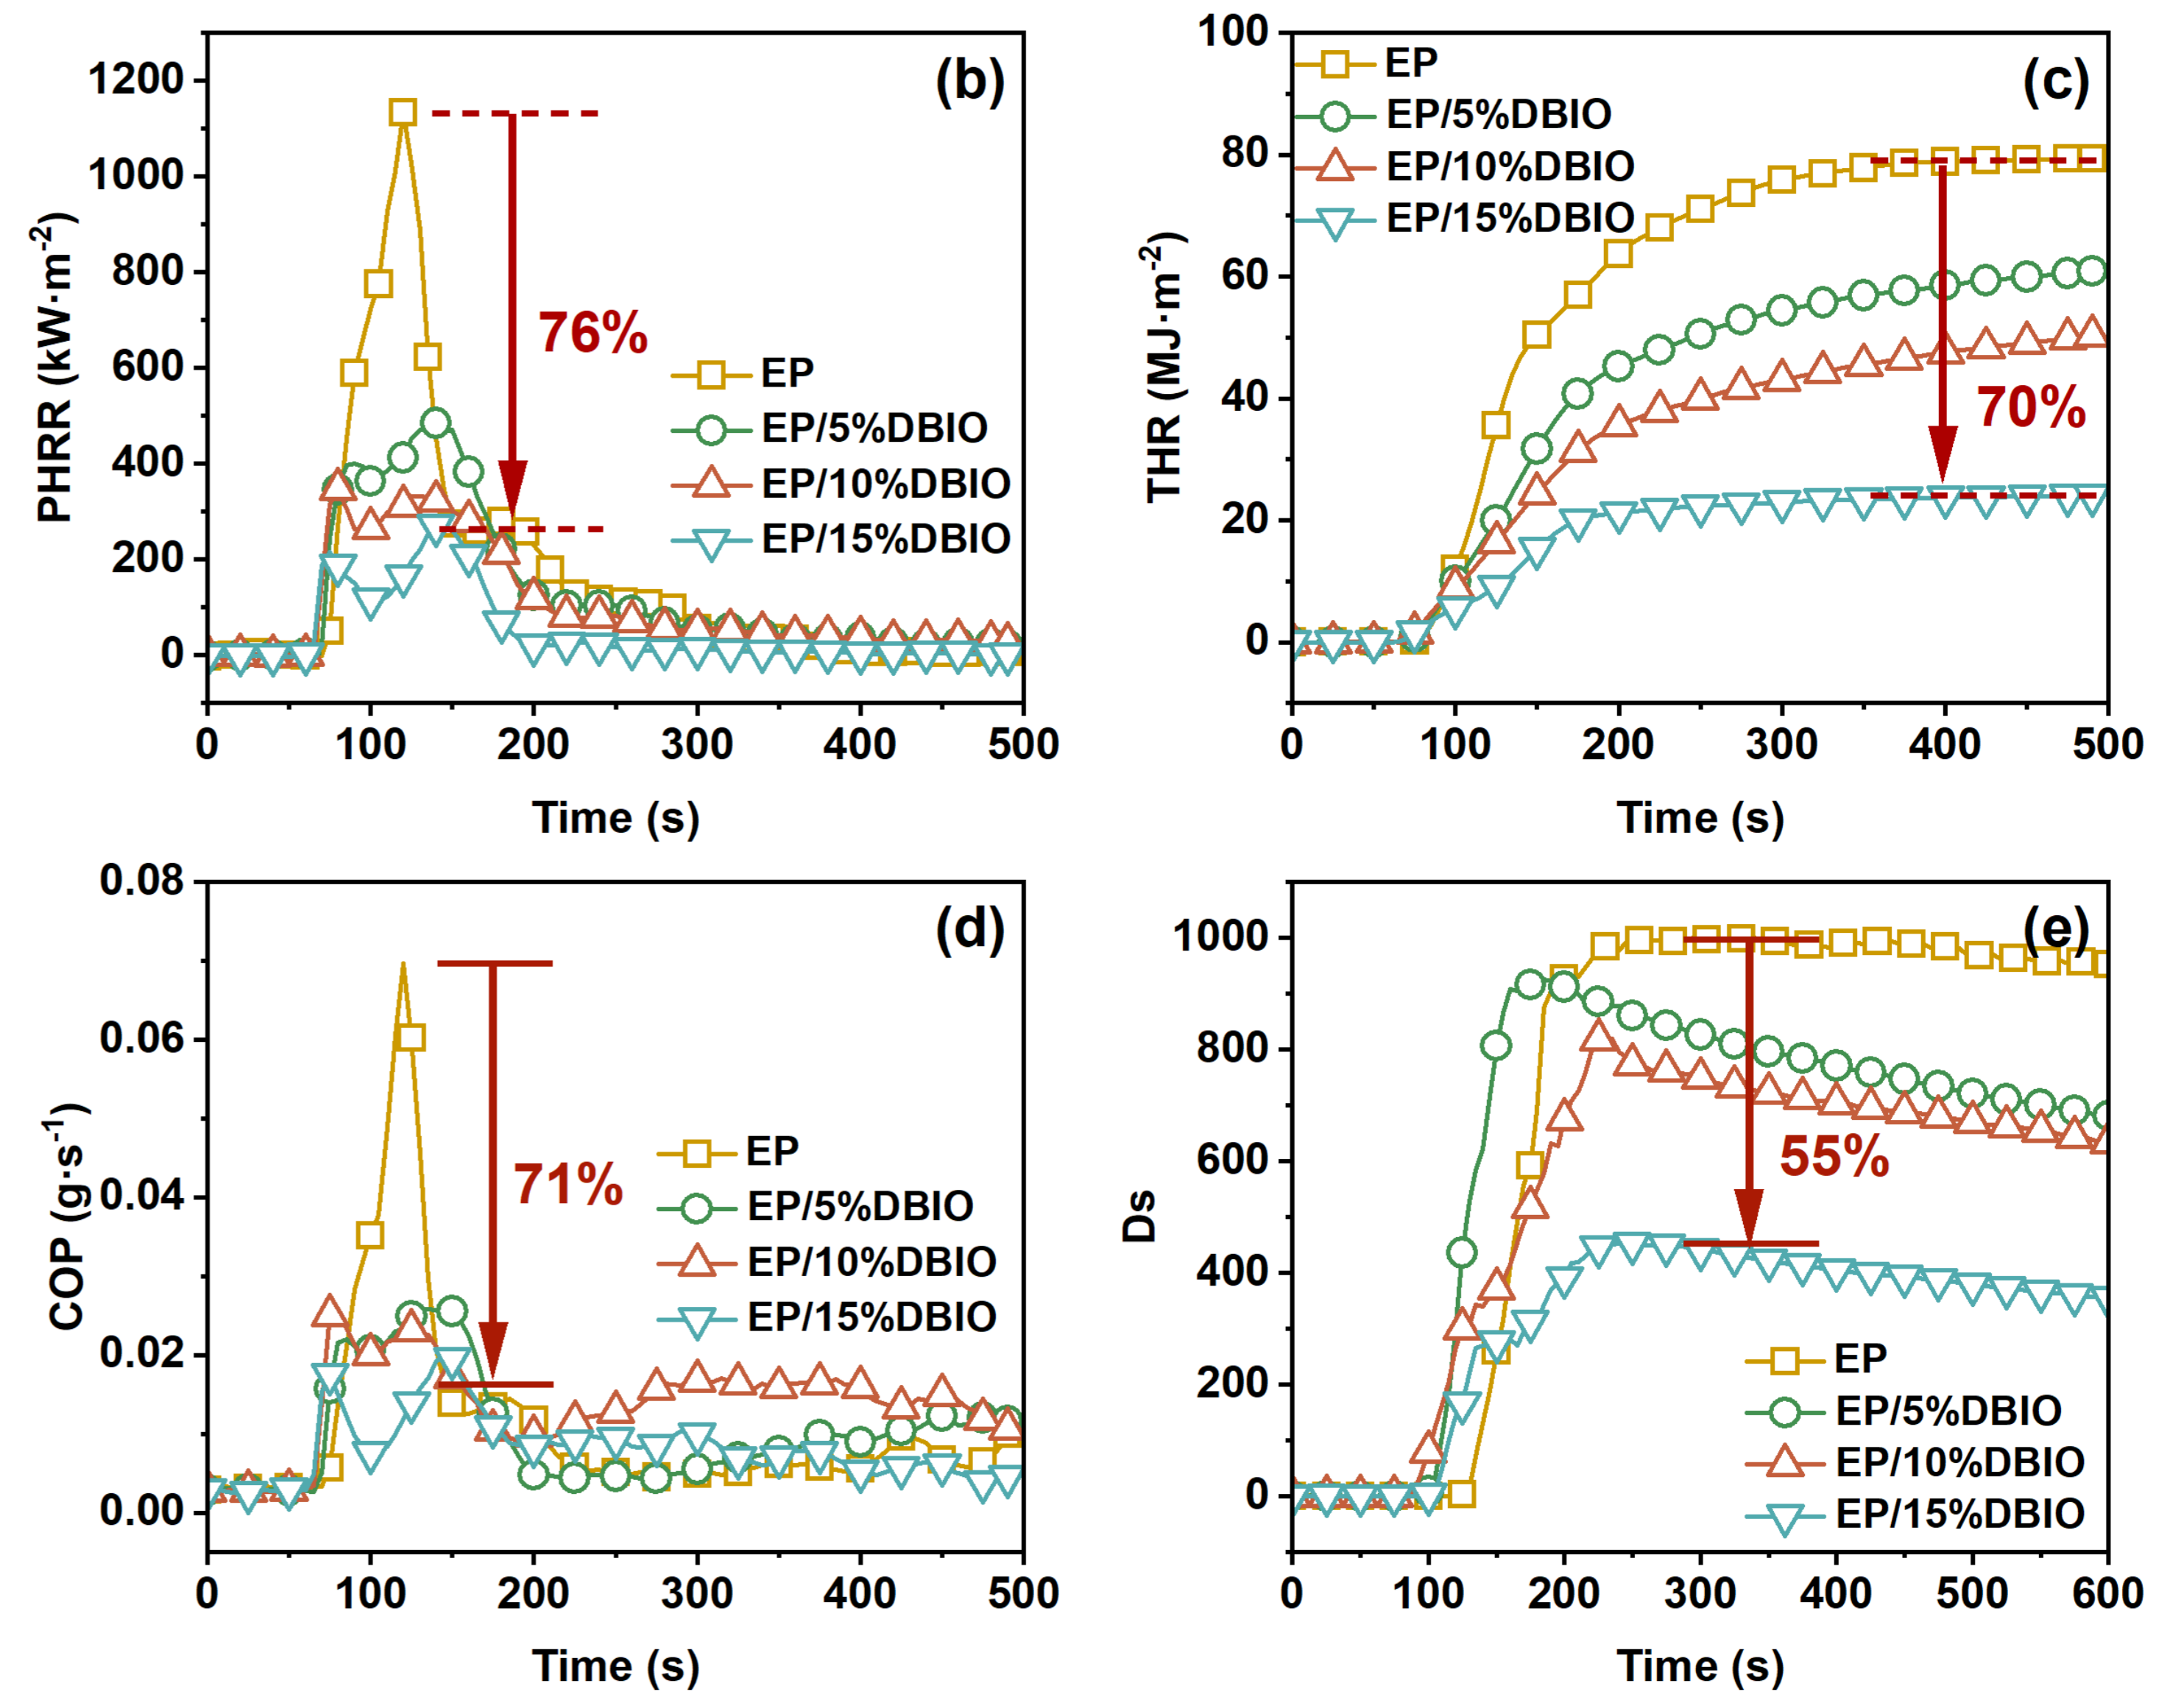 (b)
1200
1000
800
600
400
200
0
PHRR (kW·m⁻²)
76%
EP
EP/5%DBIO
EP/10%DBIO
EP/15%DBIO
0 100 200 300 400 500
Time (s)
(c)
100
80
60
40
20
0
THR (MJ·m⁻²)
EP
EP/5%DBIO
EP/10%DBIO
EP/15%DBIO
70%
0 100 200 300 400 500
Time (s)
(d)
0.08
0.06
0.04
0.02
0.00
COP (g·s⁻¹)
71%
EP
EP/5%DBIO
EP/10%DBIO
EP/15%DBIO
0 100 200 300 400 500
Time (s)
(e)
1000
800
600
400
200
0
Ds
55%
EP
EP/5%DBIO
EP/10%DBIO
EP/15%DBIO
0 100 200 300 400 500 600
Time (s)